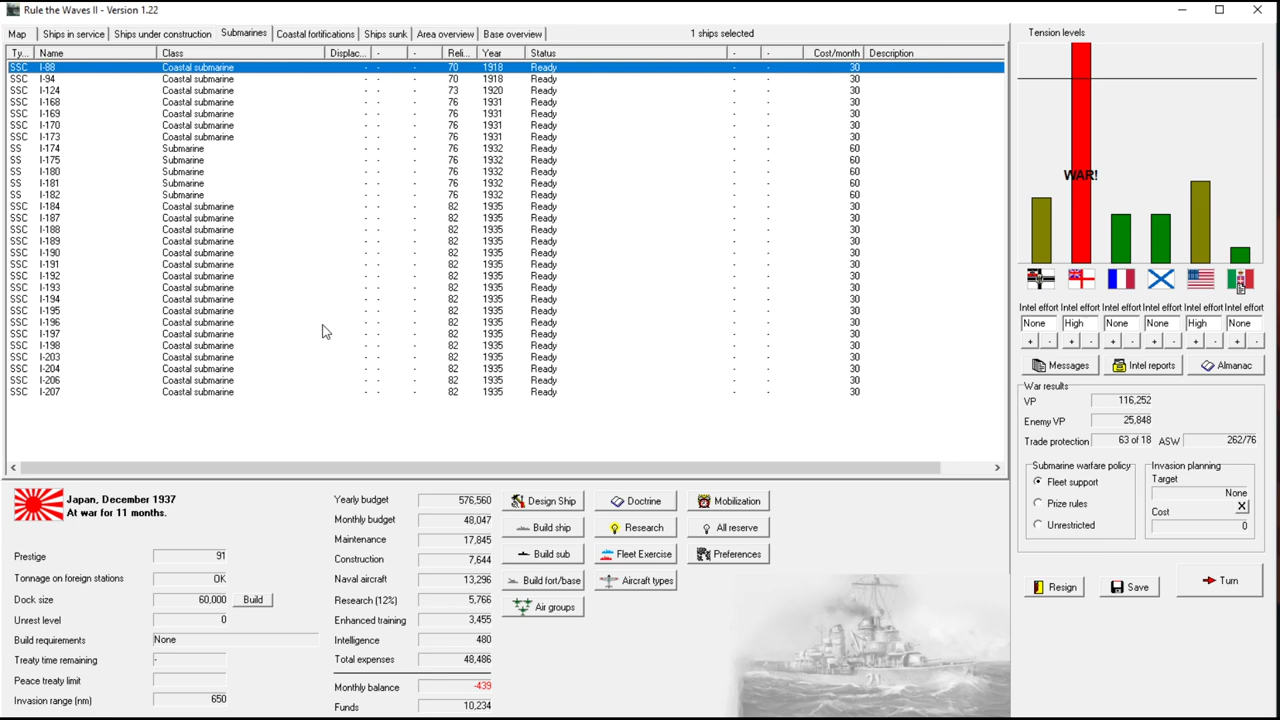 Rule the Waves II - Version 1.22
Map Ships in service Ships under construction Submarines Coastal fortifications Ships sunk Area overview Base overview 1 ships selected
Ty... Name Class Displac... - - Reli... Year Status - - Cost/month Description
SSC I-88 Coastal submarine - - - 70 1918 Ready - - 30
SSC I-94 Coastal submarine - - - 70 1918 Ready - - 30
SSC I-124 Coastal submarine - - - 73 1920 Ready - - 30
SSC I-168 Coastal submarine - - - 76 1931 Ready - - 30
SSC I-169 Coastal submarine - - - 76 1931 Ready - - 30
SSC I-170 Coastal submarine - - - 76 1931 Ready - - 30
SSC I-173 Coastal submarine - - - 76 1931 Ready - - 30
SS I-174 Submarine - - - 76 1932 Ready - - 60
SS I-175 Submarine - - - 76 1932 Ready - - 60
SS I-180 Submarine - - - 76 1932 Ready - - 60
SS I-181 Submarine - - - 76 1932 Ready - - 60
SS I-182 Submarine - - - 76 1932 Ready - - 60
SSC I-184 Coastal submarine - - - 82 1935 Ready - - 30
SSC I-187 Coastal submarine - - - 82 1935 Ready - - 30
SSC I-188 Coastal submarine - - - 82 1935 Ready - - 30
SSC I-189 Coastal submarine - - - 82 1935 Ready - - 30
SSC I-190 Coastal submarine - - - 82 1935 Ready - - 30
SSC I-191 Coastal submarine - - - 82 1935 Ready - - 30
SSC I-192 Coastal submarine - - - 82 1935 Ready - - 30
SSC I-193 Coastal submarine - - - 82 1935 Ready - - 30
SSC I-194 Coastal submarine - - - 82 1935 Ready - - 30
SSC I-195 Coastal submarine - - - 82 1935 Ready - - 30
SSC I-196 Coastal submarine - - - 82 1935 Ready - - 30
SSC I-197 Coastal submarine - - - 82 1935 Ready - - 30
SSC I-198 Coastal submarine - - - 82 1935 Ready - - 30
SSC I-203 Coastal submarine - - - 82 1935 Ready - - 30
SSC I-204 Coastal submarine - - - 82 1935 Ready - - 30
SSC I-206 Coastal submarine - - - 82 1935 Ready - - 30
SSC I-207 Coastal submarine - - - 82 1935 Ready - - 30
Japan, December 1937
At war for 11 months.
Prestige 91
Tonnage on foreign stations OK
Dock size 60,000 Build
Unrest level 0
Build requirements None
Treaty time remaining -
Peace treaty limit
Invasion range (nm) 650
Yearly budget 576,560
Monthly budget 48,047
Maintenance 17,845
Construction 7,644
Naval aircraft 13,296
Research (12%) 5,766
Enhanced training 3,455
Intelligence 480
Total expenses 48,486
Monthly balance -439
Funds 10,234
Design Ship Doctrine Mobilization
Build ship Research All reserve
Build sub Fleet Exercise Preferences
Build fort/base Aircraft types
Air groups
Tension levels
WAR!
Intel effort Intel effort Intel effort Intel effort Intel effort Intel effort
None High None None High None
+ - + - + - + - + - + -
Messages Intel reports Almanac
War results
VP 116,252
Enemy VP 25,848
Trade protection 63 of 18 ASW 262/76
Submarine warfare policy
Fleet support
Prize rules
Unrestricted
Invasion planning
Target
None
Cost X
0
Resign Save Turn